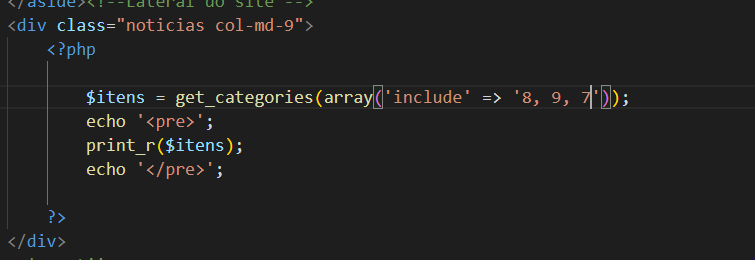 </aside><!--Lateral do site -->
<div class="noticias col-md-9">
<?php
$itens = get_categories(array('include' => '8, 9, 7'));
echo '<pre>';
print_r($itens);
echo '</pre>';
?>
</div>